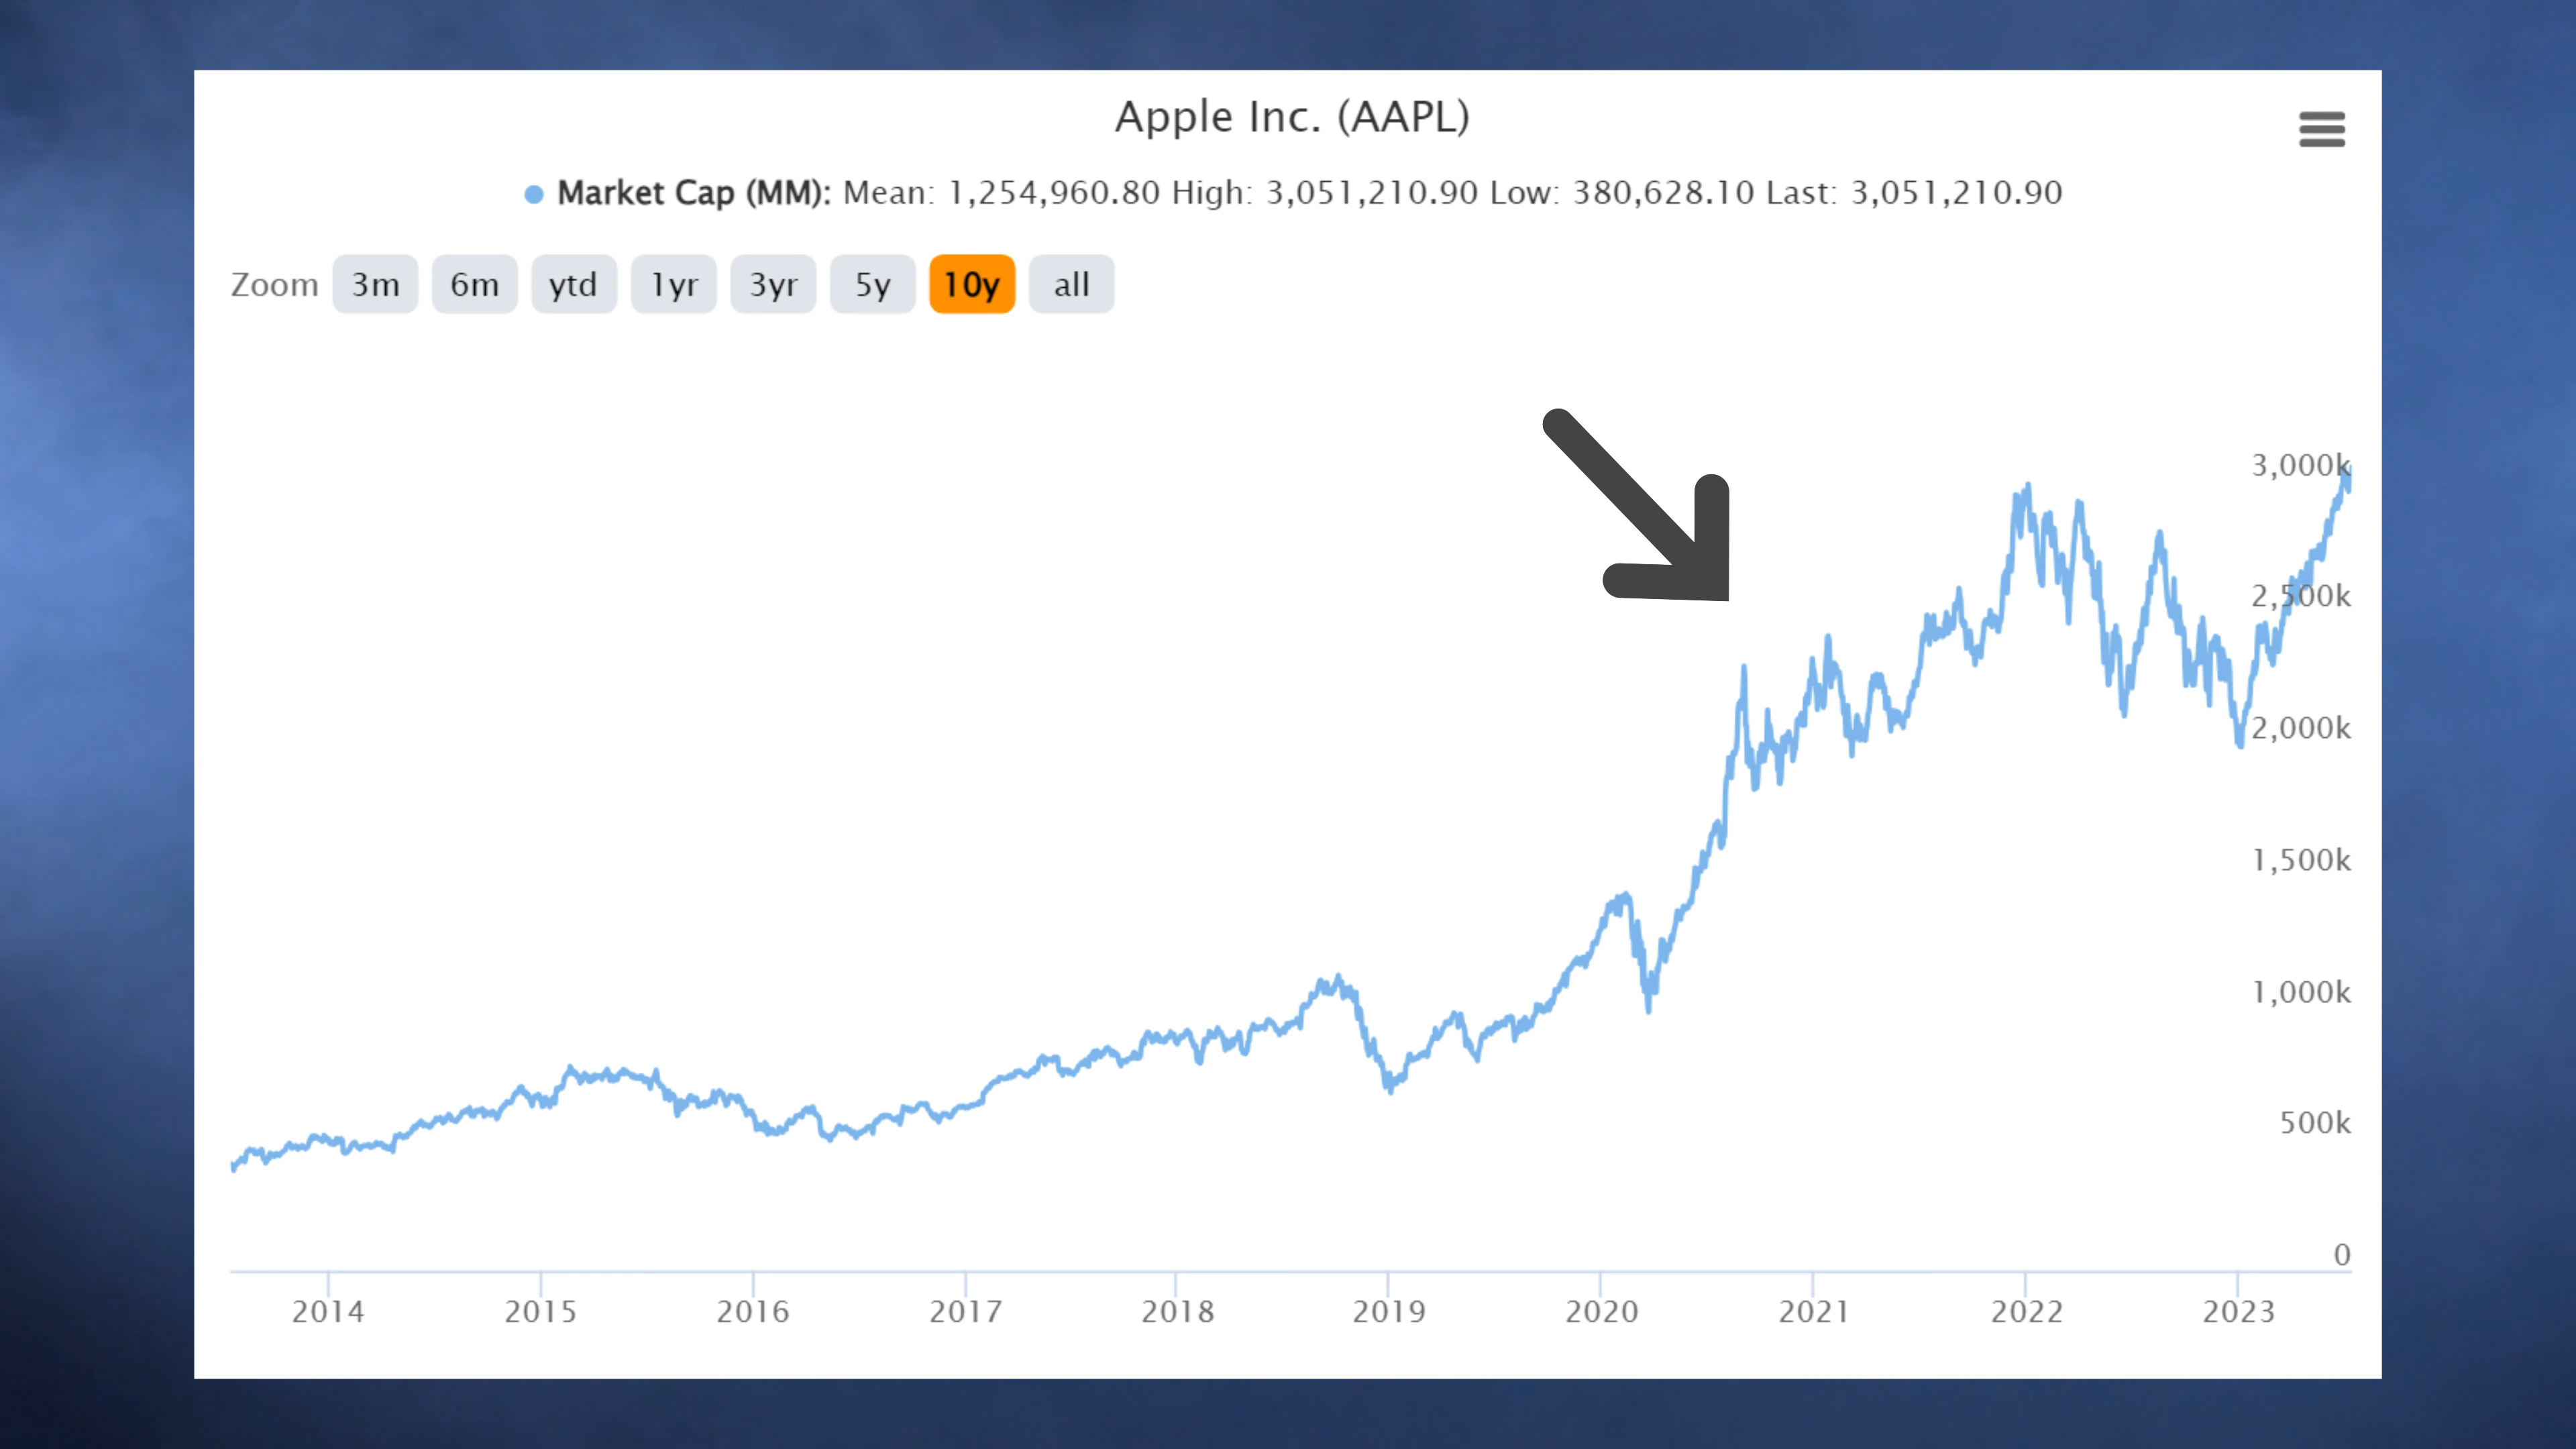 Apple Inc. (AAPL)
Market Cap (MM): Mean: 1,254,960.80 High: 3,051,210.90 Low: 380,628.10 Last: 3,051,210.90
Zoom 3m 6m ytd 1yr 3yr 5y 10y all
3,000k
2,500k
2,000k
1,500k
1,000k
500k
0
2014 2015 2016 2017 2018 2019 2020 2021 2022 2023